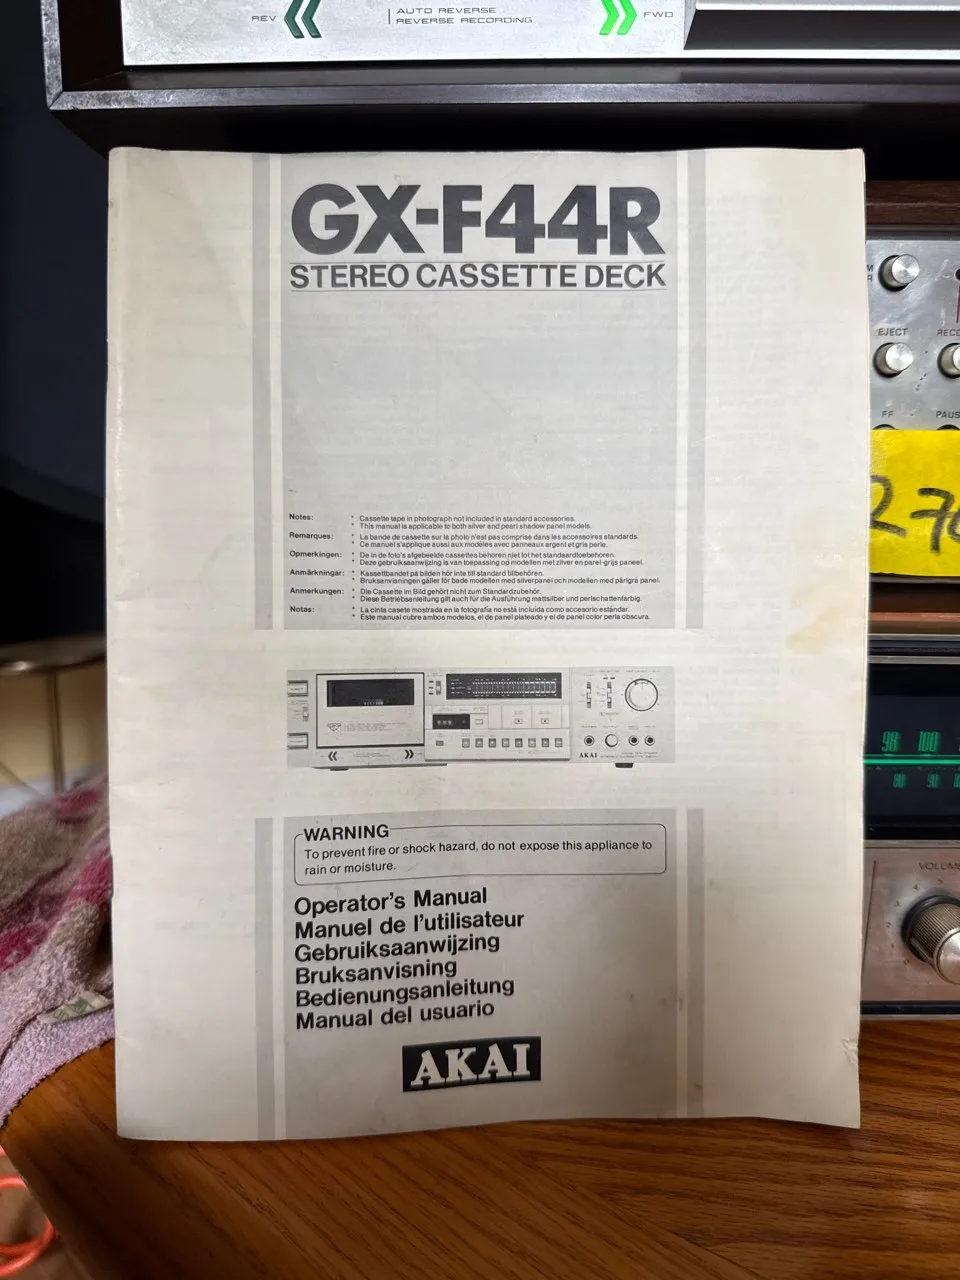 REV
AUTO REVERSE
REVERSE RECORDING
FWD
GX-F44R
STEREO CASSETTE DECK
Notes: * Cassette tape in photograph not included in standard accessories.
* This manual is applicable to both silver and pearl shadow panel models.
Remarques: * La bande de cassette sur la photo n'est pas comprise dans les accessoires standards.
* Ce manuel s'applique aussi aux modèles avec panneaux argent et gris perle.
Opmerkingen: * De in de foto's afgebeelde cassettes behoren niet tot het standaardtoebehoren.
* Deze gebruiksaanwijzing is van toepassing op modellen met zilver en parel-grijs paneel.
Anmärkningar: * Kassettbandet på bilden hör inte till standard tillbehören.
* Bruksanvisningen gäller för bade modellen med silverpanel och modellen med pärlgrå panel.
Anmerkungen: * Die Cassette im Bild gehört nicht zum Standardzubehör.
* Diese Betriebsanleitung gilt auch für die Ausführung mattsilber und perlschattenfarbig.
Notas: * La cinta casete mostrada en la fotografía no está incluida como accesorio estándar.
* Este manual cubre ambos modelos, el de panel plateado y el de panel color perla obscura.
AKAI
WARNING
To prevent fire or shock hazard, do not expose this appliance to
rain or moisture.
Operator's Manual
Manuel de l'utilisateur
Gebruiksaanwijzing
Bruksanvisning
Bedienungsanleitung
Manual del usuario
AKAI
EJECT
FF
270
98 100
80 90